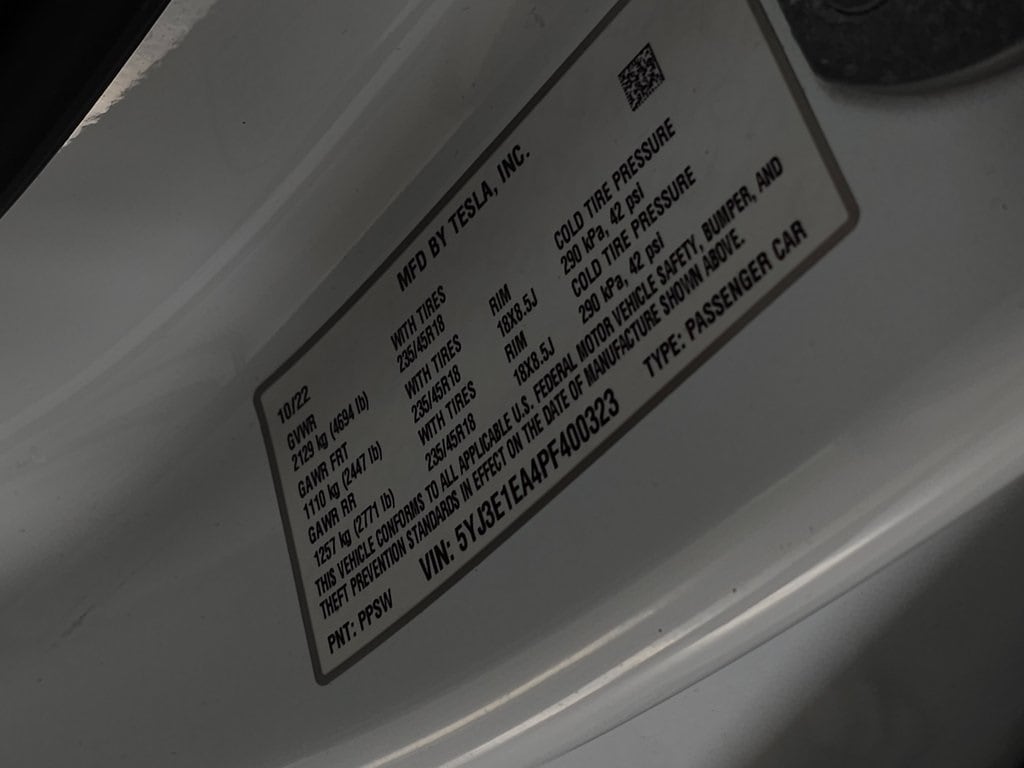 MFD BY TESLA, INC.
10/22
GVWR WITH TIRES RIM COLD TIRE PRESSURE
2129 kg (4694 lb) 235/45R18 18X8.5J 290 kPa, 42 psi
GAWR FRT WITH TIRES RIM COLD TIRE PRESSURE
1110 kg (2447 lb) 235/45R18 18X8.5J 290 kPa, 42 psi
GAWR RR WITH TIRES
1257 kg (2771 lb) 235/45R18
THIS VEHICLE CONFORMS TO ALL APPLICABLE U.S. FEDERAL MOTOR VEHICLE SAFETY, BUMPER, AND
THEFT PREVENTION STANDARDS IN EFFECT ON THE DATE OF MANUFACTURE SHOWN ABOVE.
VIN: 5YJ3E1EA4PF400323 TYPE: PASSENGER CAR
PNT: PPSW